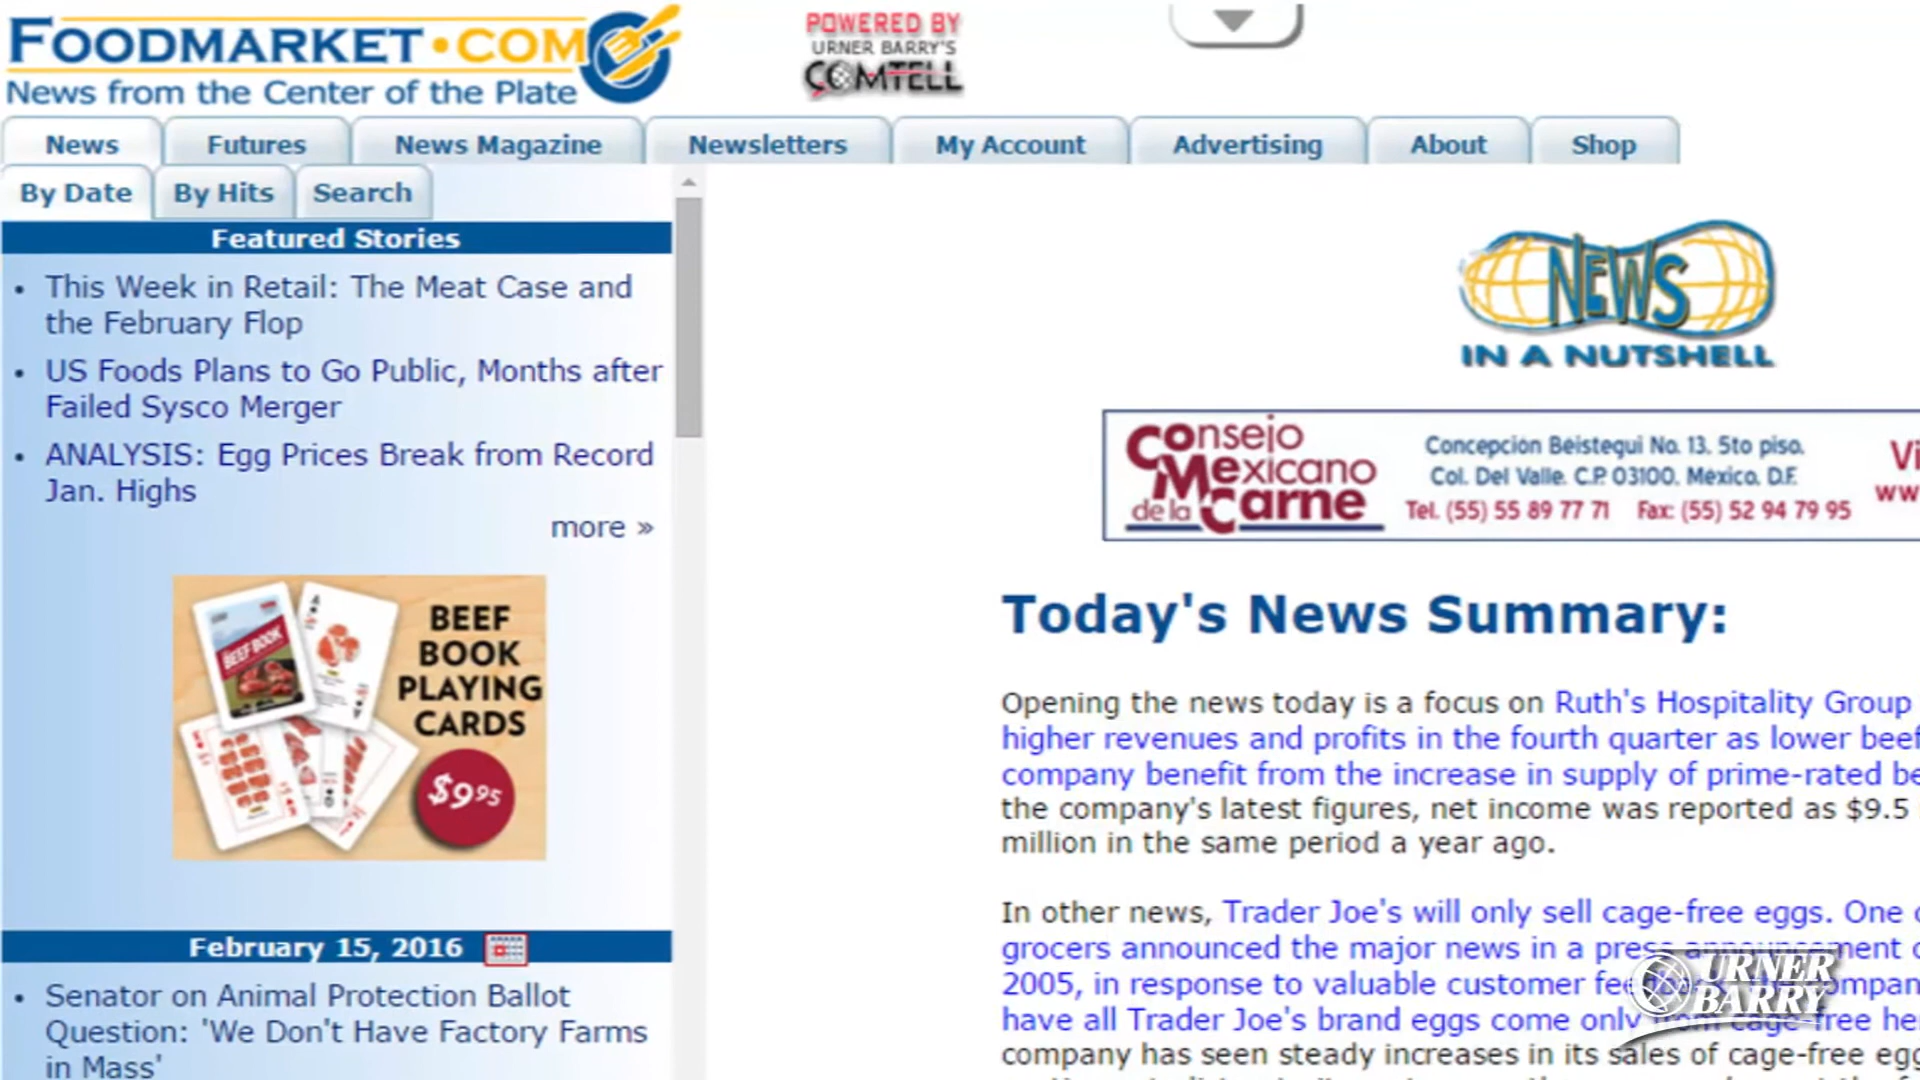 FOODMARKET•COM
News from the Center of the Plate
POWERED BY
URNER BARRY'S
COMTELL
News
Futures
News Magazine
Newsletters
My Account
Advertising
About
Shop
By Date
By Hits
Search
Featured Stories
• This Week in Retail: The Meat Case and
the February Flop
• US Foods Plans to Go Public, Months after
Failed Sysco Merger
• ANALYSIS: Egg Prices Break from Record
Jan. Highs
more »
BEEF BOOK
BEEF
BOOK
PLAYING
CARDS
$9.95
February 15, 2016
• Senator on Animal Protection Ballot
Question: 'We Don't Have Factory Farms
in Mass'
NEWS
IN A NUTSHELL
Consejo
Mexicano
de la Carne
Concepción Beistegui No. 13, 5to piso.
Col. Del Valle. C.P. 03100. México, D.F.
Tel. (55) 55 89 77 71 Fax: (55) 52 94 79 95
Vi
ww
Today's News Summary:
Opening the news today is a focus on Ruth's Hospitality Group
higher revenues and profits in the fourth quarter as lower beef
company benefit from the increase in supply of prime-rated be
the company's latest figures, net income was reported as $9.5
million in the same period a year ago.
In other news, Trader Joe's will only sell cage-free eggs. One
grocers announced the major news in a press announcement
2005, in response to valuable customer
have all Trader Joe's brand eggs come only from cage free he
company has seen steady increases in its sales of cage-free egg
URNER
BARRY